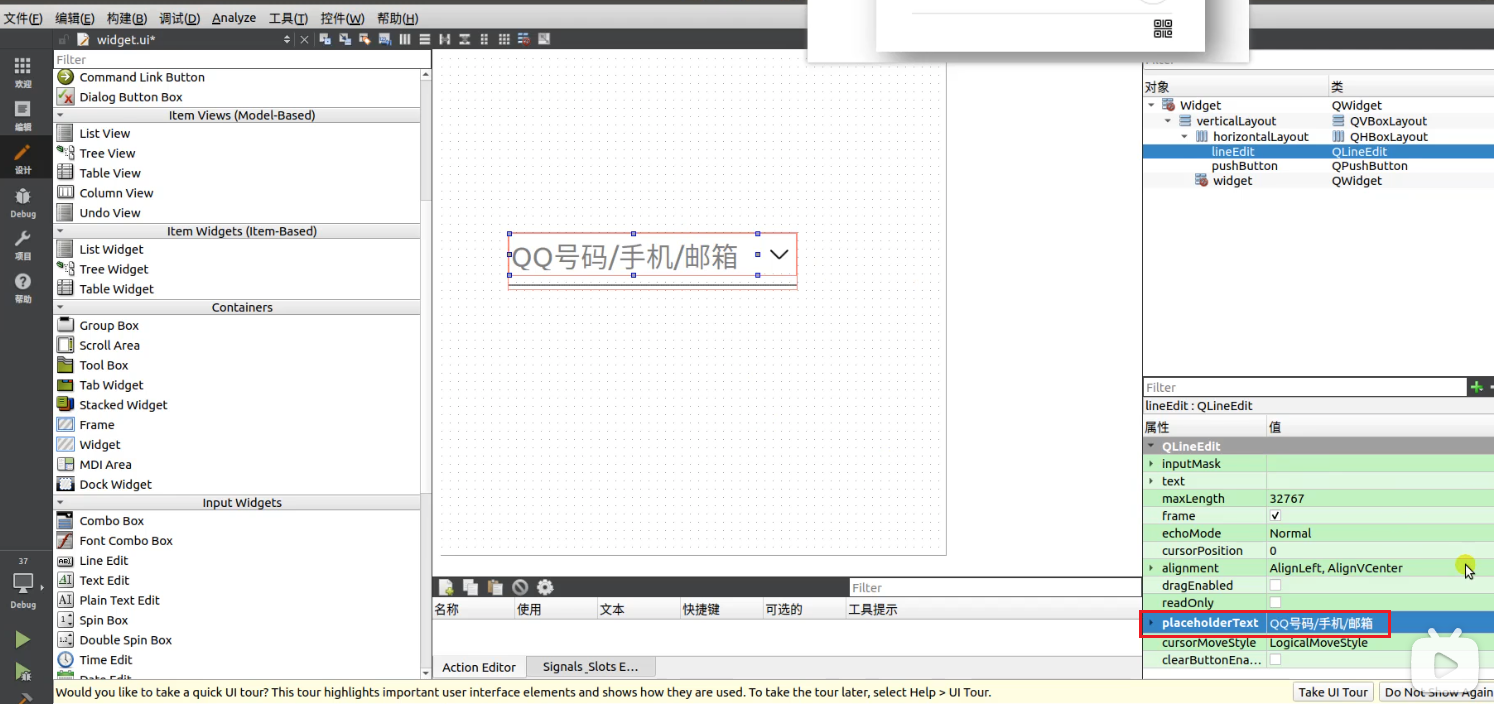 文件(F) 编辑(E) 构建(B) 调试(D) Analyze 工具(T) 控件(W) 帮助(H)
widget.ui*
Filter
Command Link Button
Dialog Button Box
Item Views (Model-Based)
List View
Tree View
Table View
Column View
Undo View
Item Widgets (Item-Based)
List Widget
Tree Widget
Table Widget
Containers
Group Box
Scroll Area
Tool Box
Tab Widget
Stacked Widget
Frame
Widget
MDI Area
Dock Widget
Input Widgets
Combo Box
Font Combo Box
Line Edit
Text Edit
Plain Text Edit
Spin Box
Double Spin Box
Time Edit
Date Edit
欢迎
编辑
设计
Debug
项目
帮助
37
Debug
QQ号码/手机/邮箱
Filter
名称 使用 文本 快捷键 可选的 工具提示
Action Editor Signals_Slots E...
Filter
对象 类
Widget QWidget
verticalLayout QVBoxLayout
horizontalLayout QHBoxLayout
lineEdit QLineEdit
pushButton QPushButton
widget QWidget
Filter
lineEdit : QLineEdit
属性 值
QLineEdit
inputMask
text
maxLength 32767
frame
echoMode Normal
cursorPosition 0
alignment AlignLeft, AlignVCenter
dragEnabled
readOnly
placeholderText QQ号码/手机/邮箱
cursorMoveStyle LogicalMoveStyle
clearButtonEna...
Would you like to take a quick UI tour? This tour highlights important user interface elements and shows how they are used. To take the tour later, select Help > UI Tour.
Take UI Tour Do Not Show Again